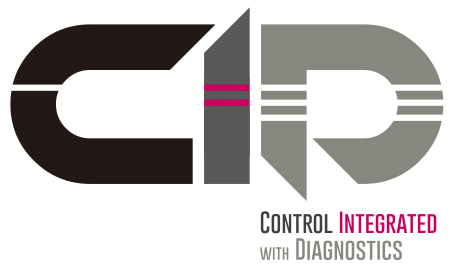 CID
CONTROL INTEGRATED
WITH DIAGNOSTICS